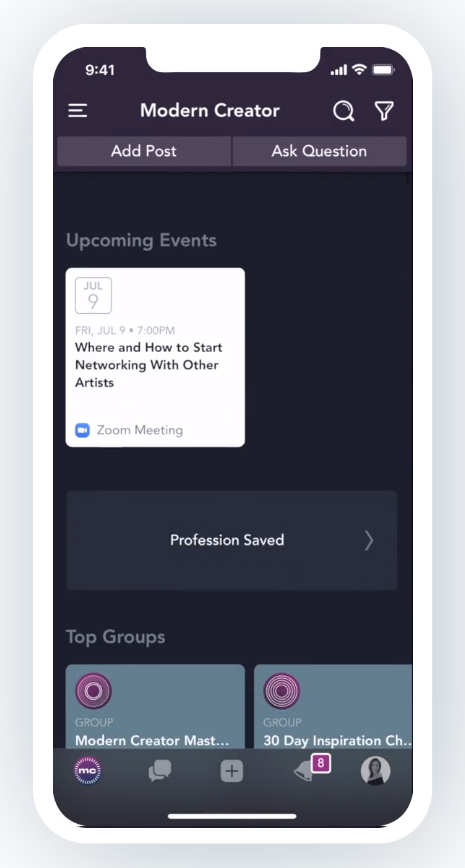 9:41
Modern Creator
Add Post
Ask Question
Upcoming Events
JUL
9
FRI, JUL 9 • 7:00PM
Where and How to Start
Networking With Other
Artists
Zoom Meeting
Profession Saved
Top Groups
GROUP
Modern Creator Mast...
GROUP
30 Day Inspiration Ch...
mc
8